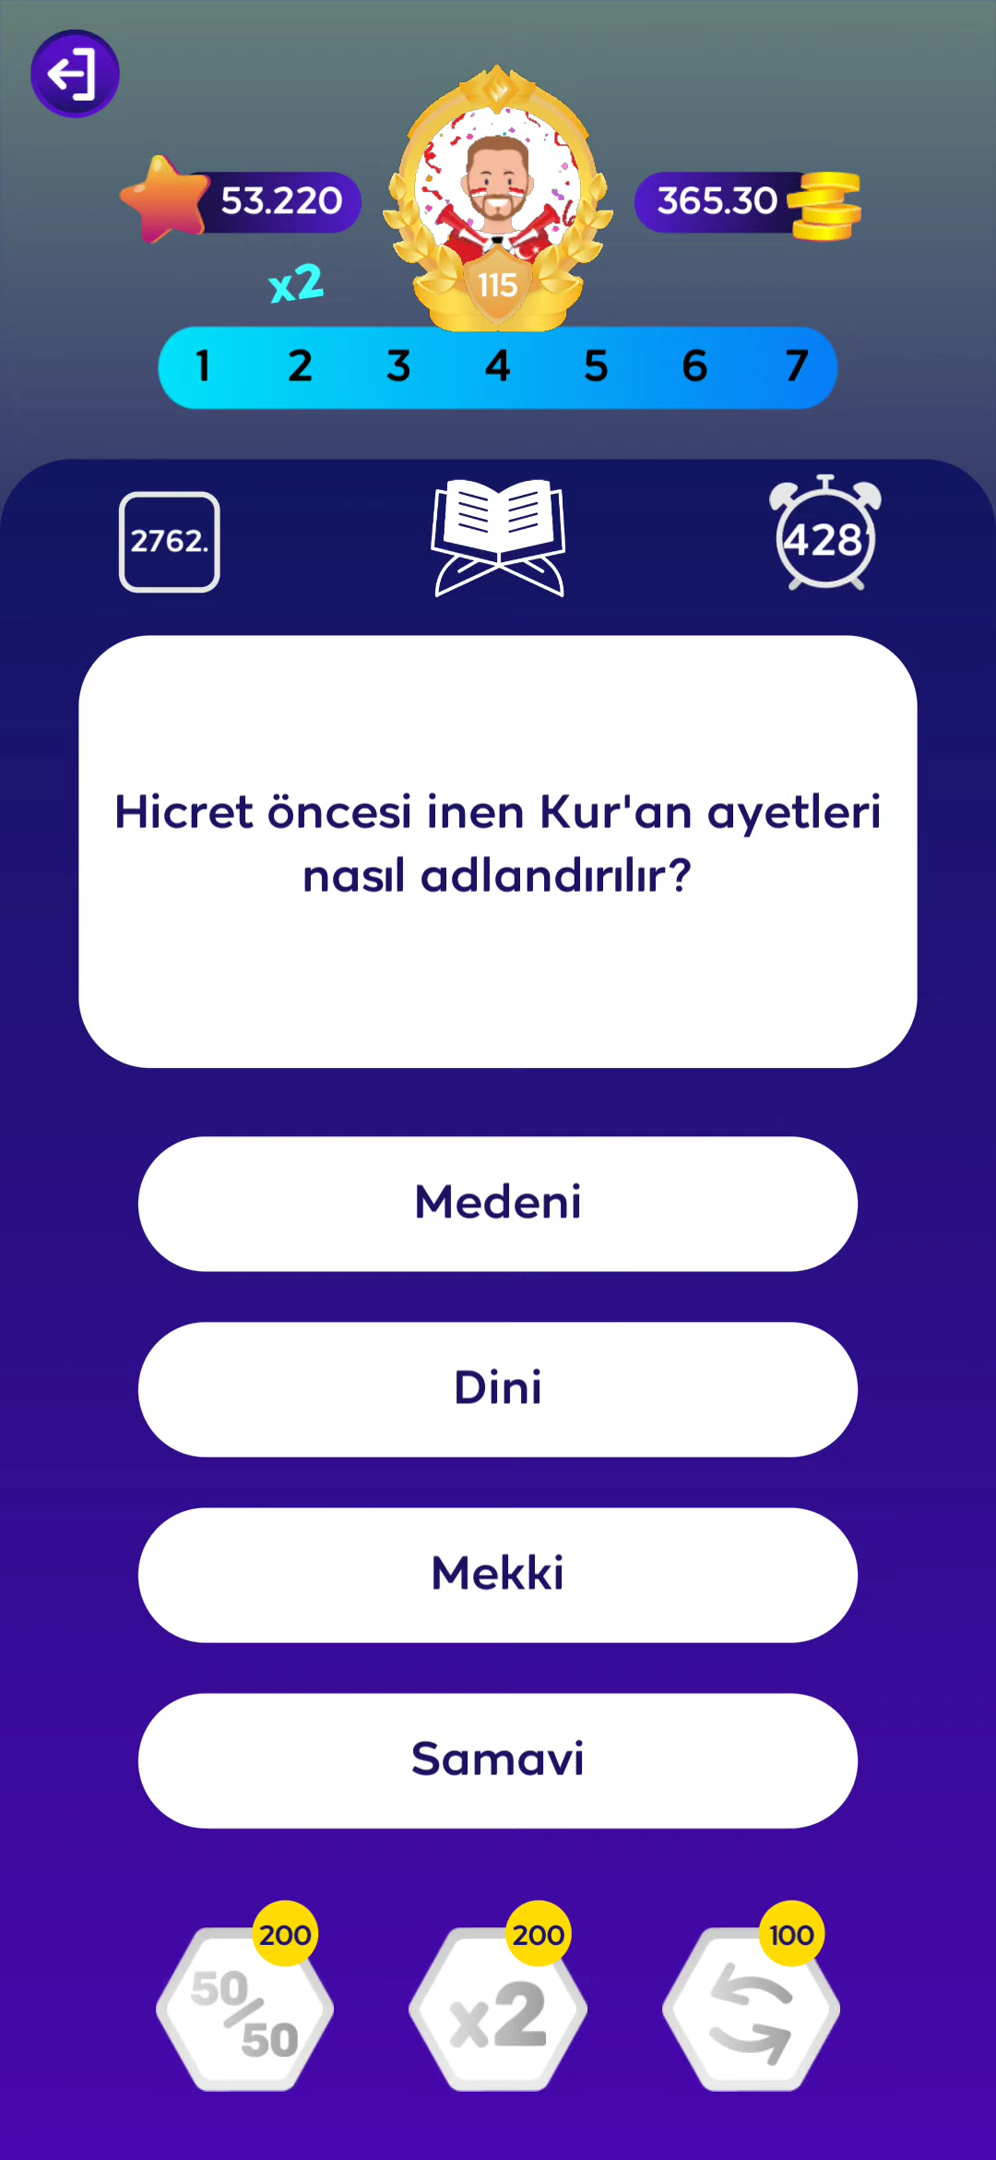 53.220
365.30
115
x2
1 2 3 4 5 6 7
2762.
428
Hicret öncesi inen Kur'an ayetleri
nasıl adlandırılır?
Medeni
Dini
Mekki
Samavi
200
200
100
50/50
x2